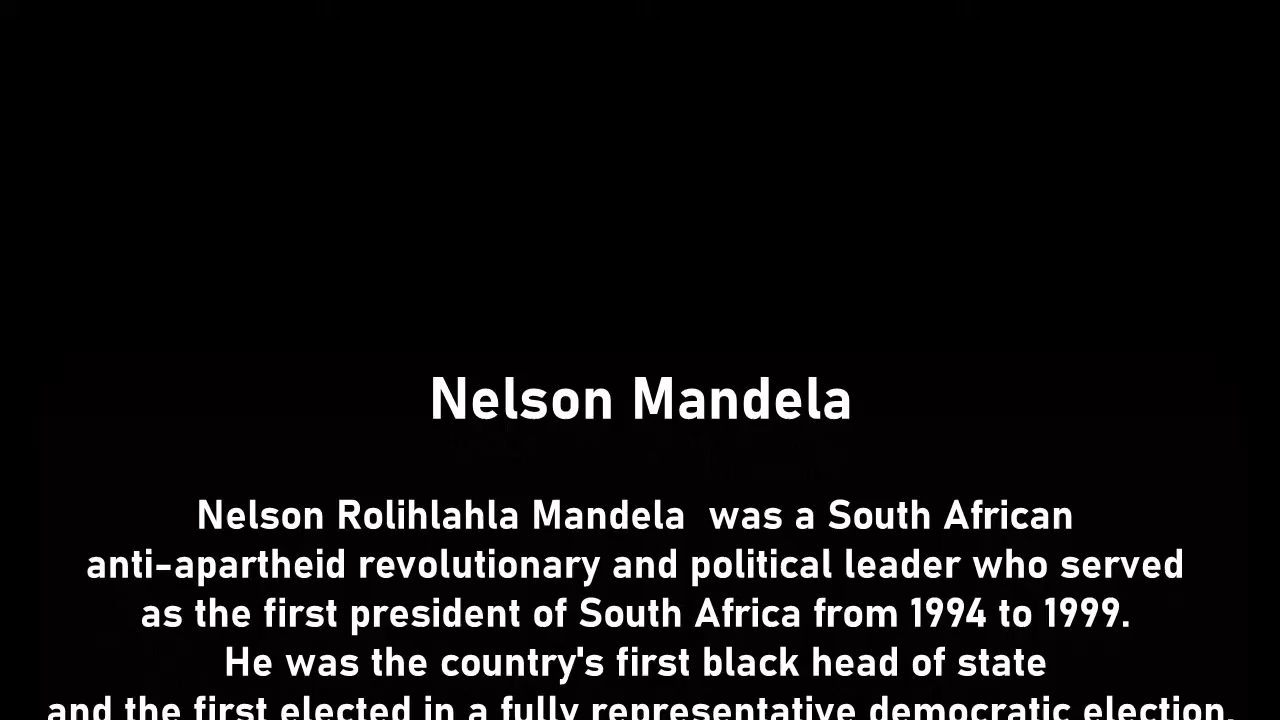 Nelson Mandela
Nelson Rolihlahla Mandela  was a South African
anti-apartheid revolutionary and political leader who served
as the first president of South Africa from 1994 to 1999.
He was the country's first black head of state
and the first elected in a fully representative democratic election.